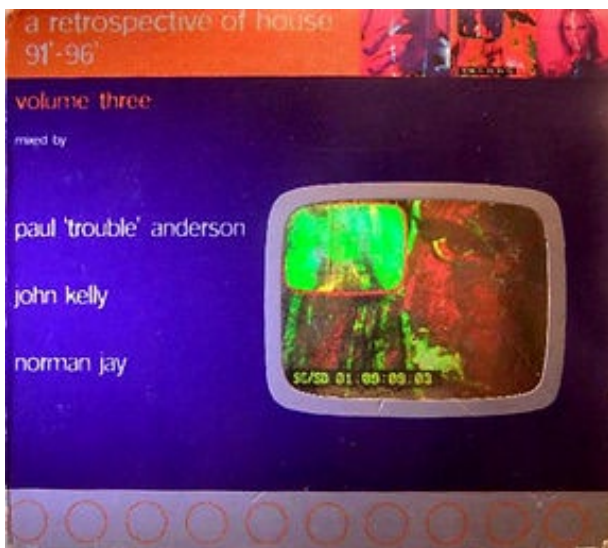 a retrospective of house
91'-96'
volume three
mixed by
paul 'trouble' anderson
john kelly
norman jay
SC/SD 01:09:09.03